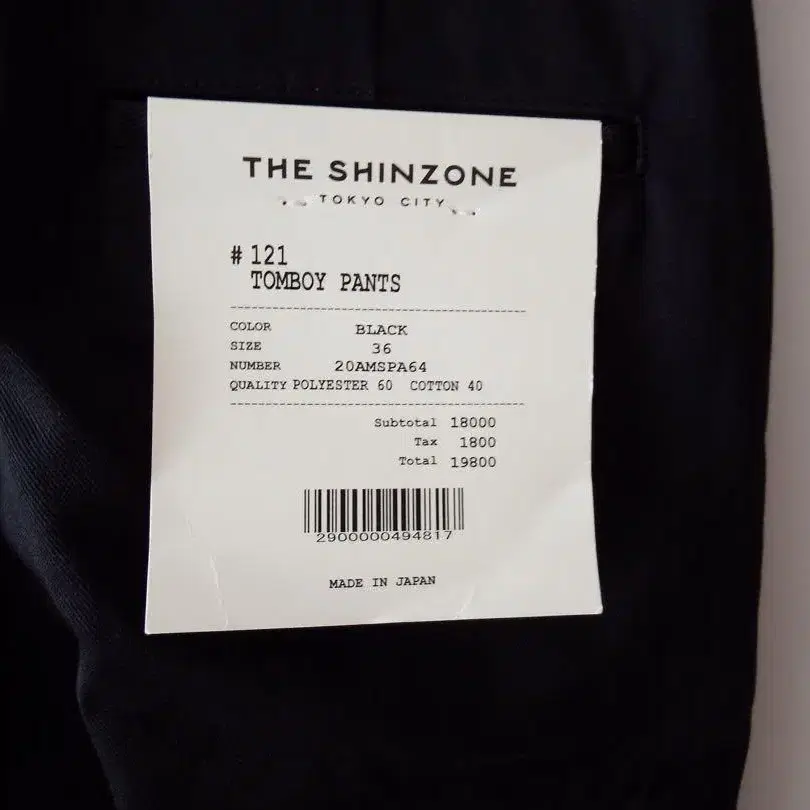 THE SHINZONE
TOKYO CITY
# 121
TOMBOY PANTS
COLOR BLACK
SIZE 36
NUMBER 20AMSPA64
QUALITY POLYESTER 60 COTTON 40
Subtotal 18000
Tax 1800
Total 19800
2900000494817
MADE IN JAPAN